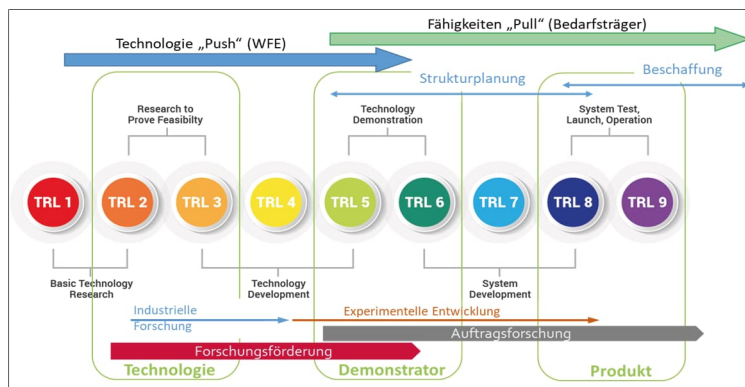 Fähigkeiten „Pull“ (Bedarfsträger)
Technologie „Push“ (WFE)
Strukturplanung
Beschaffung
Research to
Prove Feasibilty
Technology
Demonstration
System Test,
Launch, Operation
TRL 1
TRL 2
TRL 3
TRL 4
TRL 5
TRL 6
TRL 7
TRL 8
TRL 9
Basic Technology
Research
Technology
Development
System
Development
Industrielle
Forschung
Experimentelle Entwicklung
Auftragsforschung
Forschungsförderung
Technologie
Demonstrator
Produkt